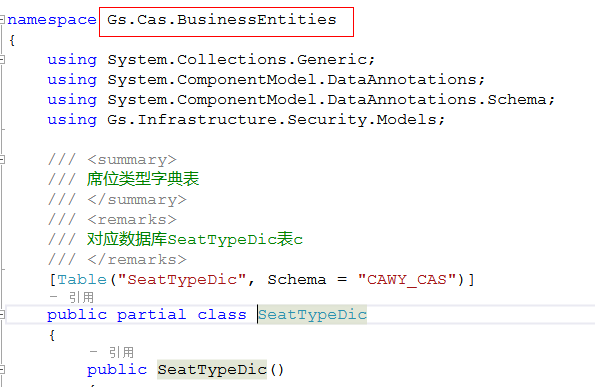 namespace Gs.Cas.BusinessEntities
{
using System.Collections.Generic;
using System.ComponentModel.DataAnnotations;
using System.ComponentModel.DataAnnotations.Schema;
using Gs.Infrastructure.Security.Models;
/// <summary>
/// 席位类型字典表
/// </summary>
/// <remarks>
/// 对应数据库SeatTypeDic表c
/// </remarks>
[Table("SeatTypeDic", Schema = "CAWY_CAS")]
一 引用
public partial class SeatTypeDic
{
一 引用
public SeatTypeDic()